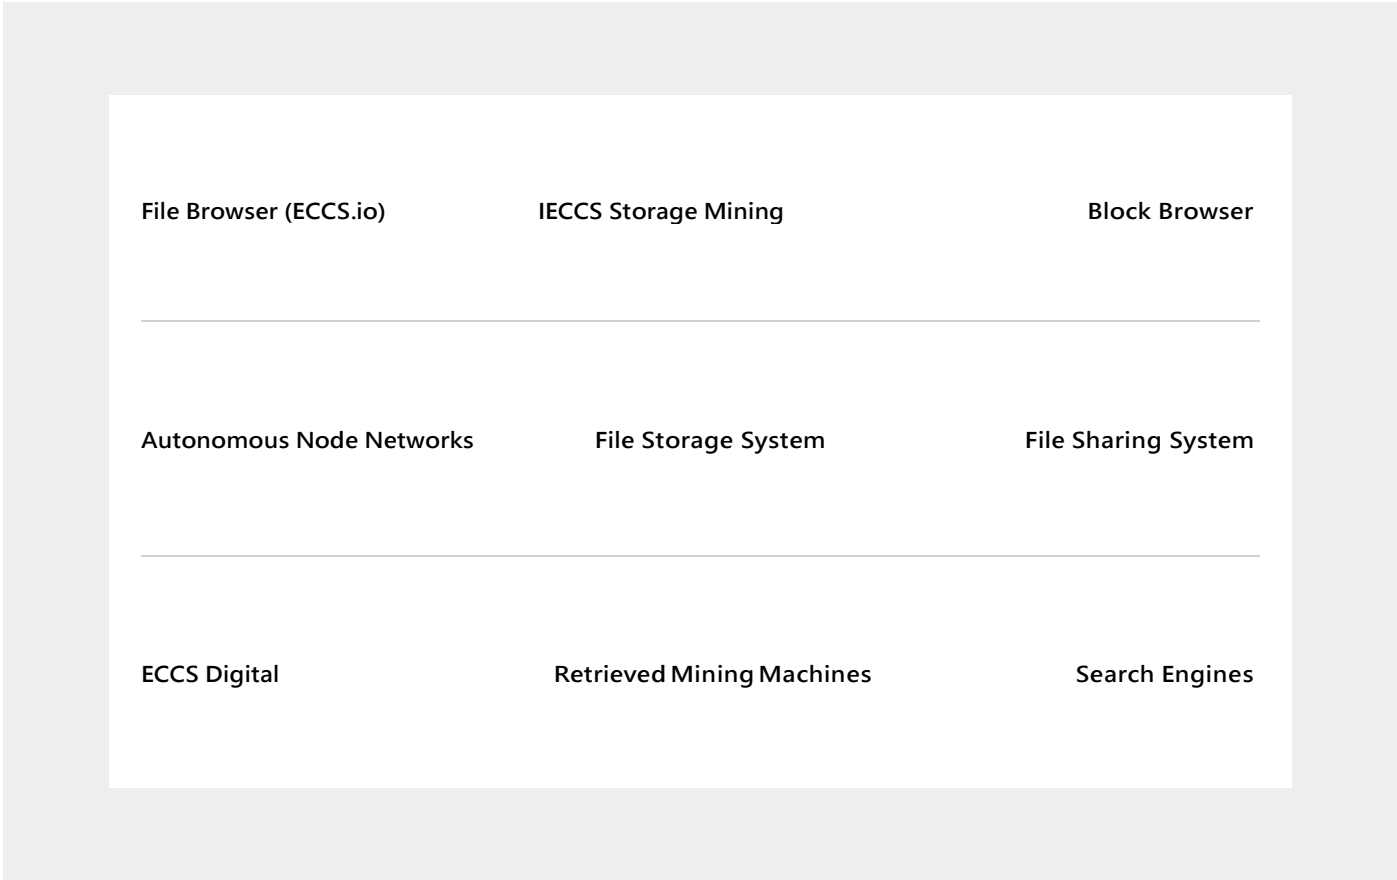 File Browser (ECCS.io) IECCS Storage Mining Block Browser
Autonomous Node Networks File Storage System File Sharing System
ECCS Digital Retrieved Mining Machines Search Engines